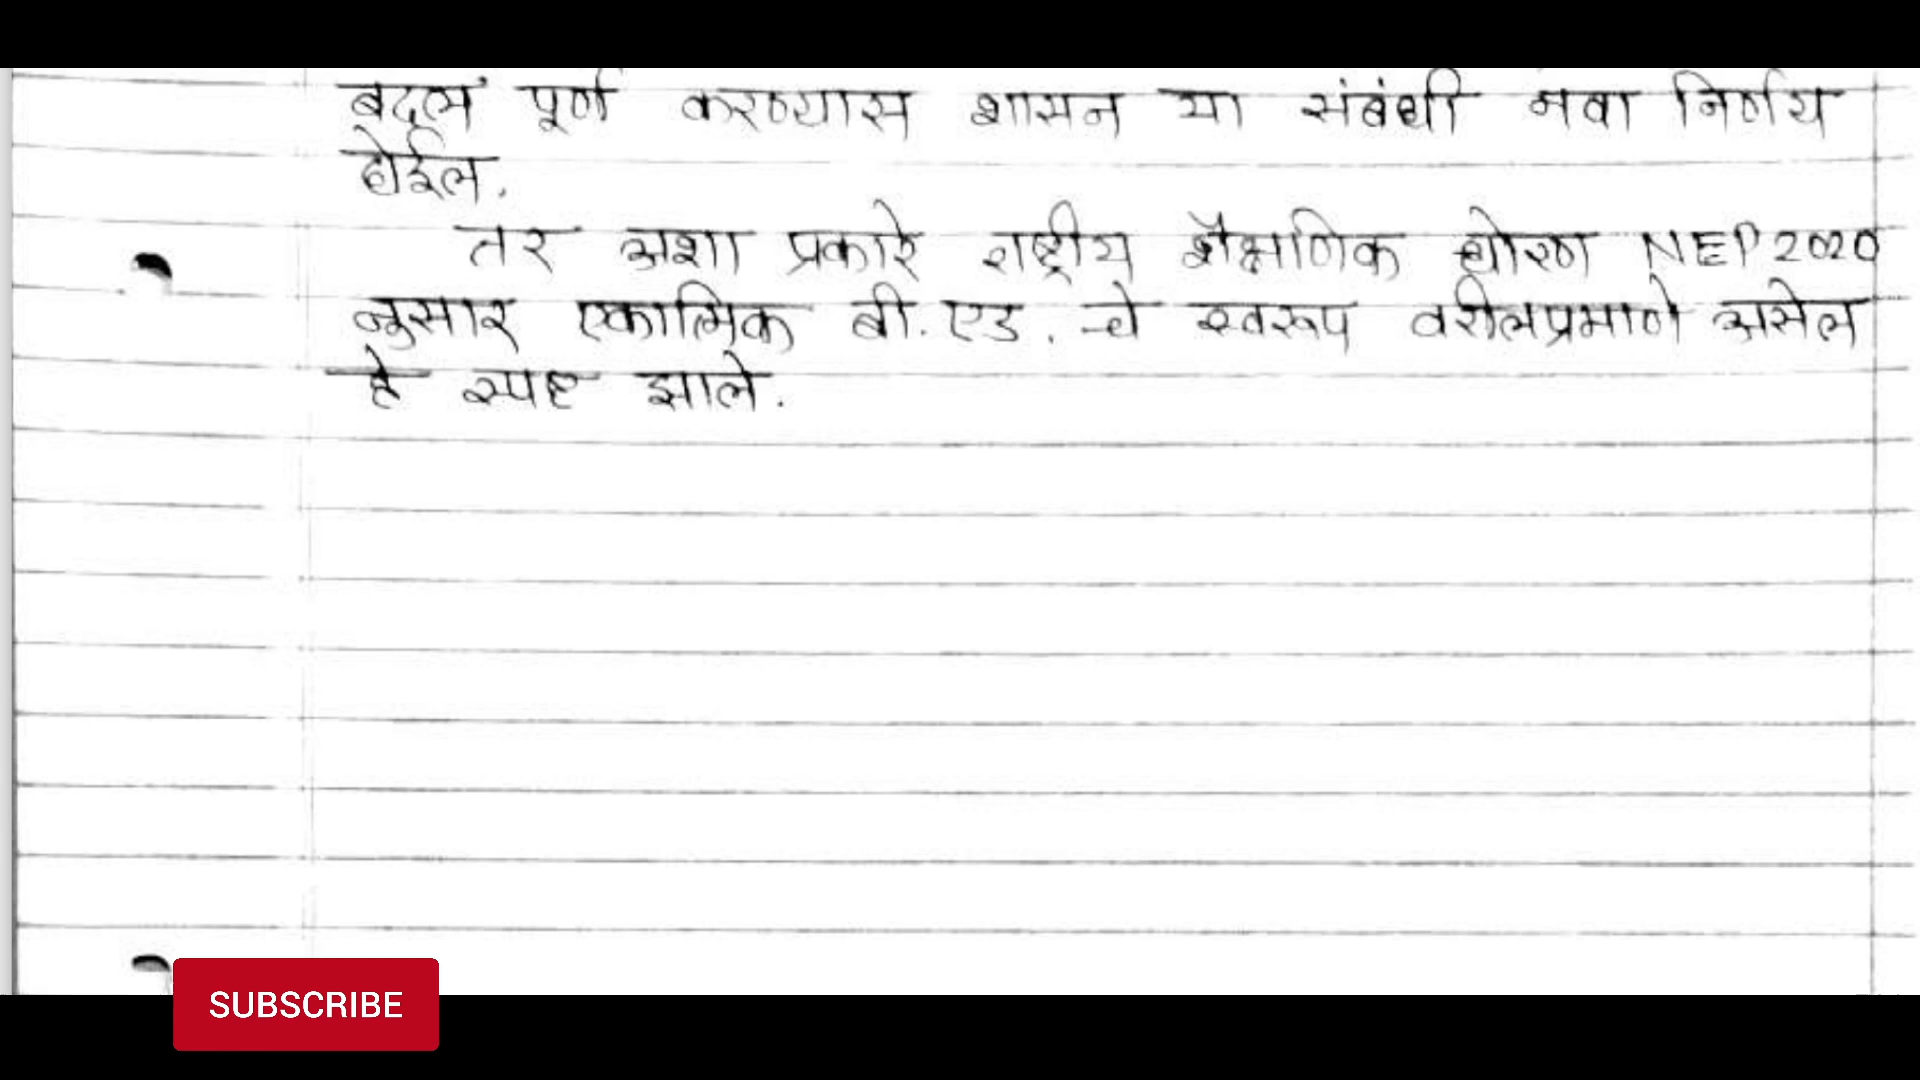 बदल पूर्ण करण्यास शासन या संबंधी नवा निर्णय
होईल.
तर अशा प्रकारे राष्ट्रीय शैक्षणिक धोरण NEP 2020
नुसार एकात्मिक बी. एड. चे स्वरूप वरीलप्रमाणे असेल
हे स्पष्ट झाले.
SUBSCRIBE